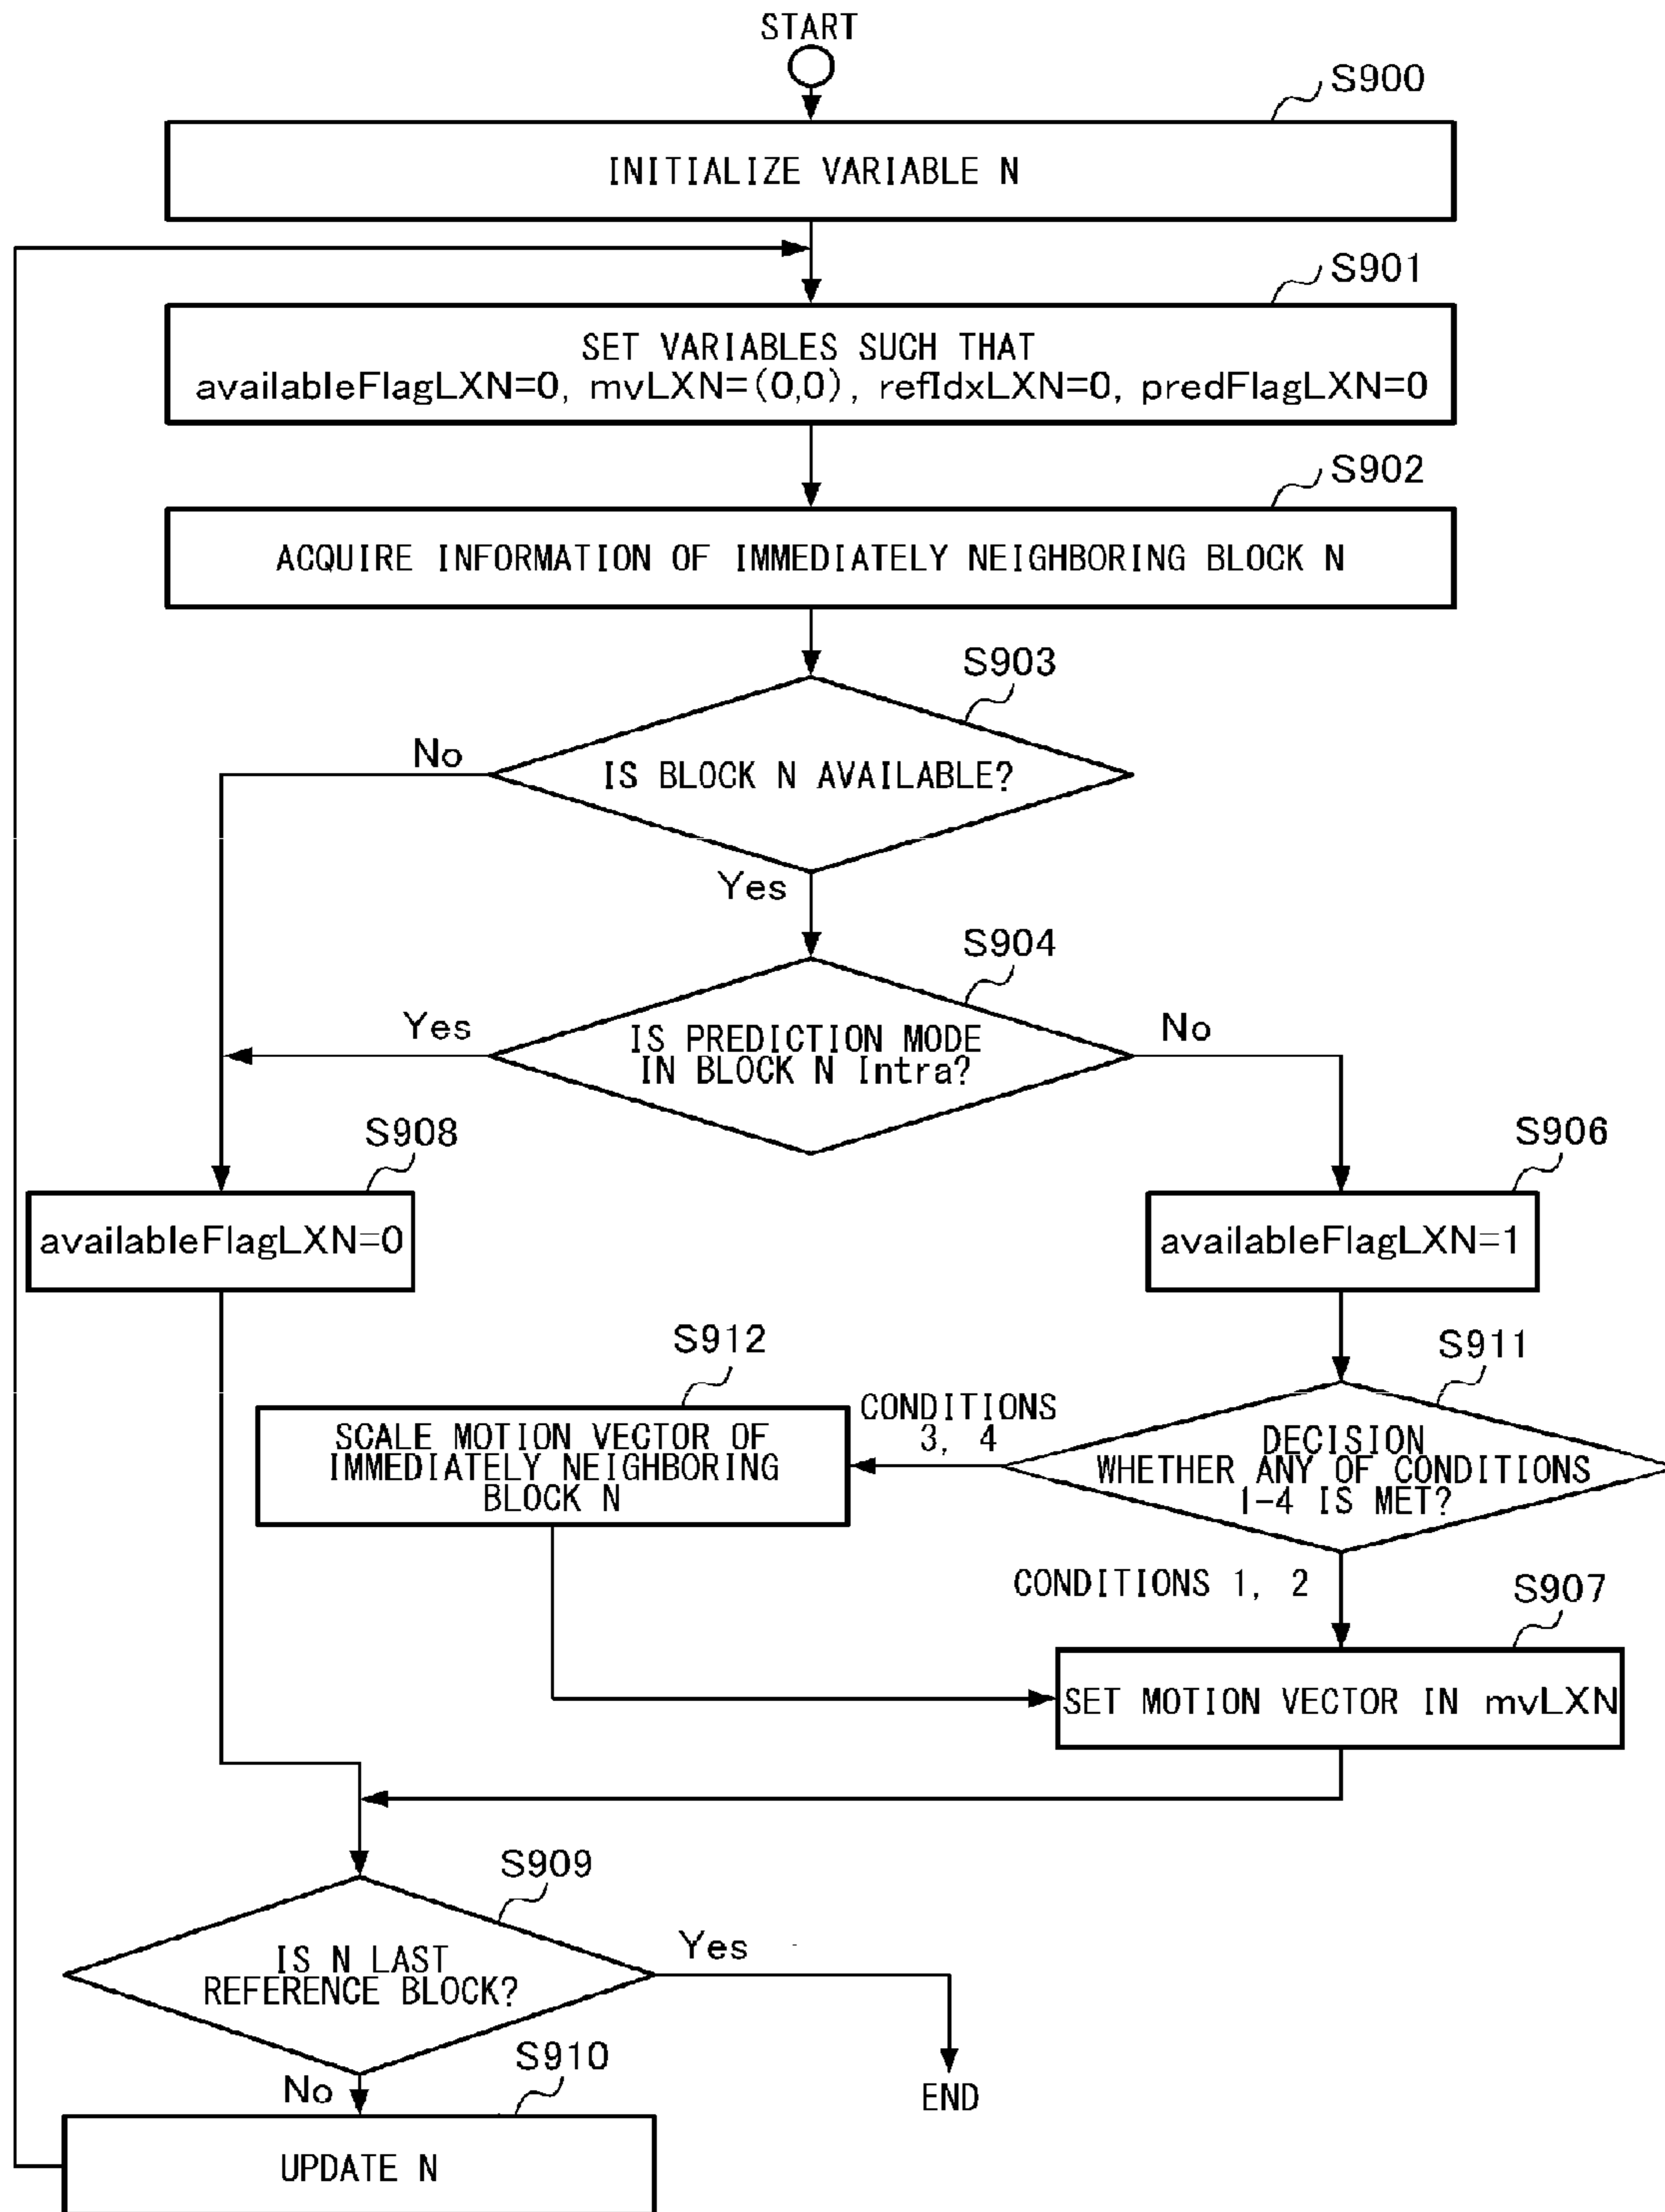 START
S900
INITIALIZE VARIABLE N
S901
SET VARIABLES SUCH THAT
availableFlagLXN=0, mvLXN=(0,0), refIdxLXN=0, predFlagLXN=0
S902
ACQUIRE INFORMATION OF IMMEDIATELY NEIGHBORING BLOCK N
S903
No
IS BLOCK N AVAILABLE?
Yes
S904
Yes
IS PREDICTION MODE
IN BLOCK N Intra?
No
S908
availableFlagLXN=0
S906
availableFlagLXN=1
S912
SCALE MOTION VECTOR OF
IMMEDIATELY NEIGHBORING
BLOCK N
CONDITIONS
3, 4
S911
DECISION
WHETHER ANY OF CONDITIONS
1-4 IS MET?
CONDITIONS 1, 2
S907
SET MOTION VECTOR IN mvLXN
S909
IS N LAST
REFERENCE BLOCK?
Yes
END
No
S910
UPDATE N